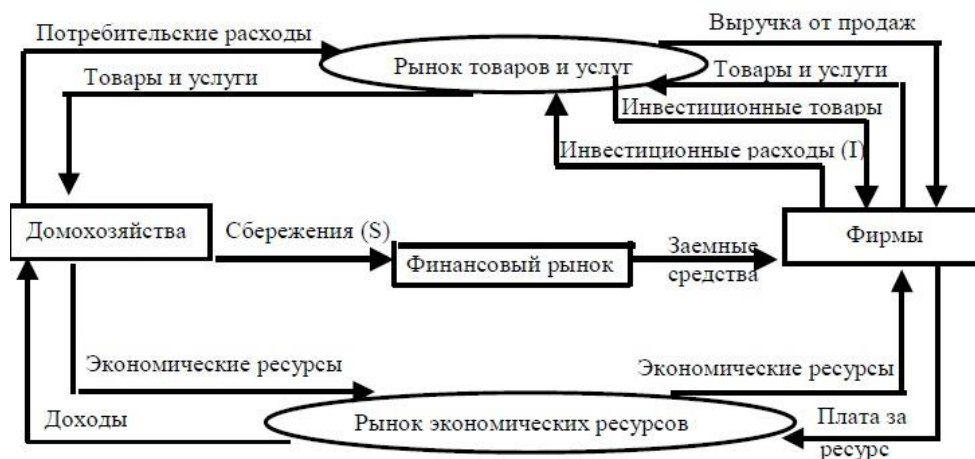 Потребительские расходы
Выручка от продаж
Рынок товаров и услуг
Товары и услуги
Товары и услуги
Инвестиционные товары
Инвестиционные расходы (I)
Домохозяйства
Сбережения (S)
Финансовый рынок
Заемные
средства
Фирмы
Экономические ресурсы
Экономические ресурсы
Доходы
Рынок экономических ресурсов
Плата за
ресурс